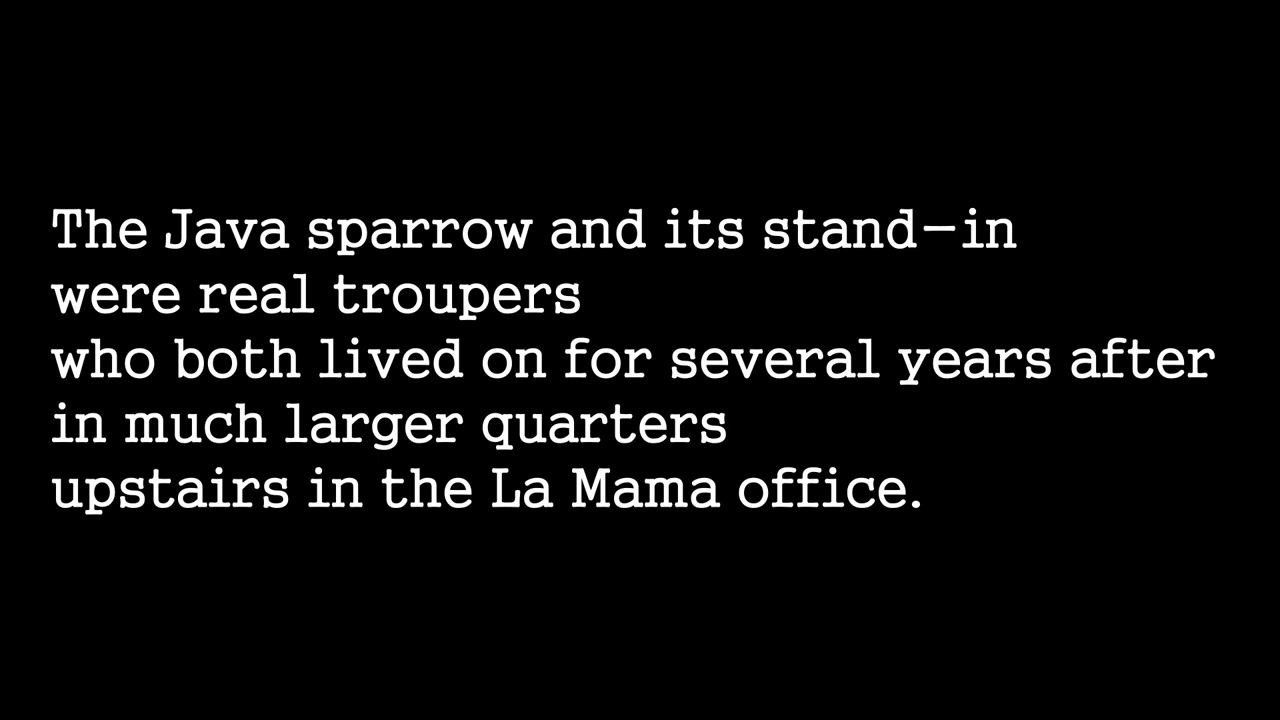 The Java sparrow and its stand-in
were real troupers
who both lived on for several years after
in much larger quarters
upstairs in the La Mama office.